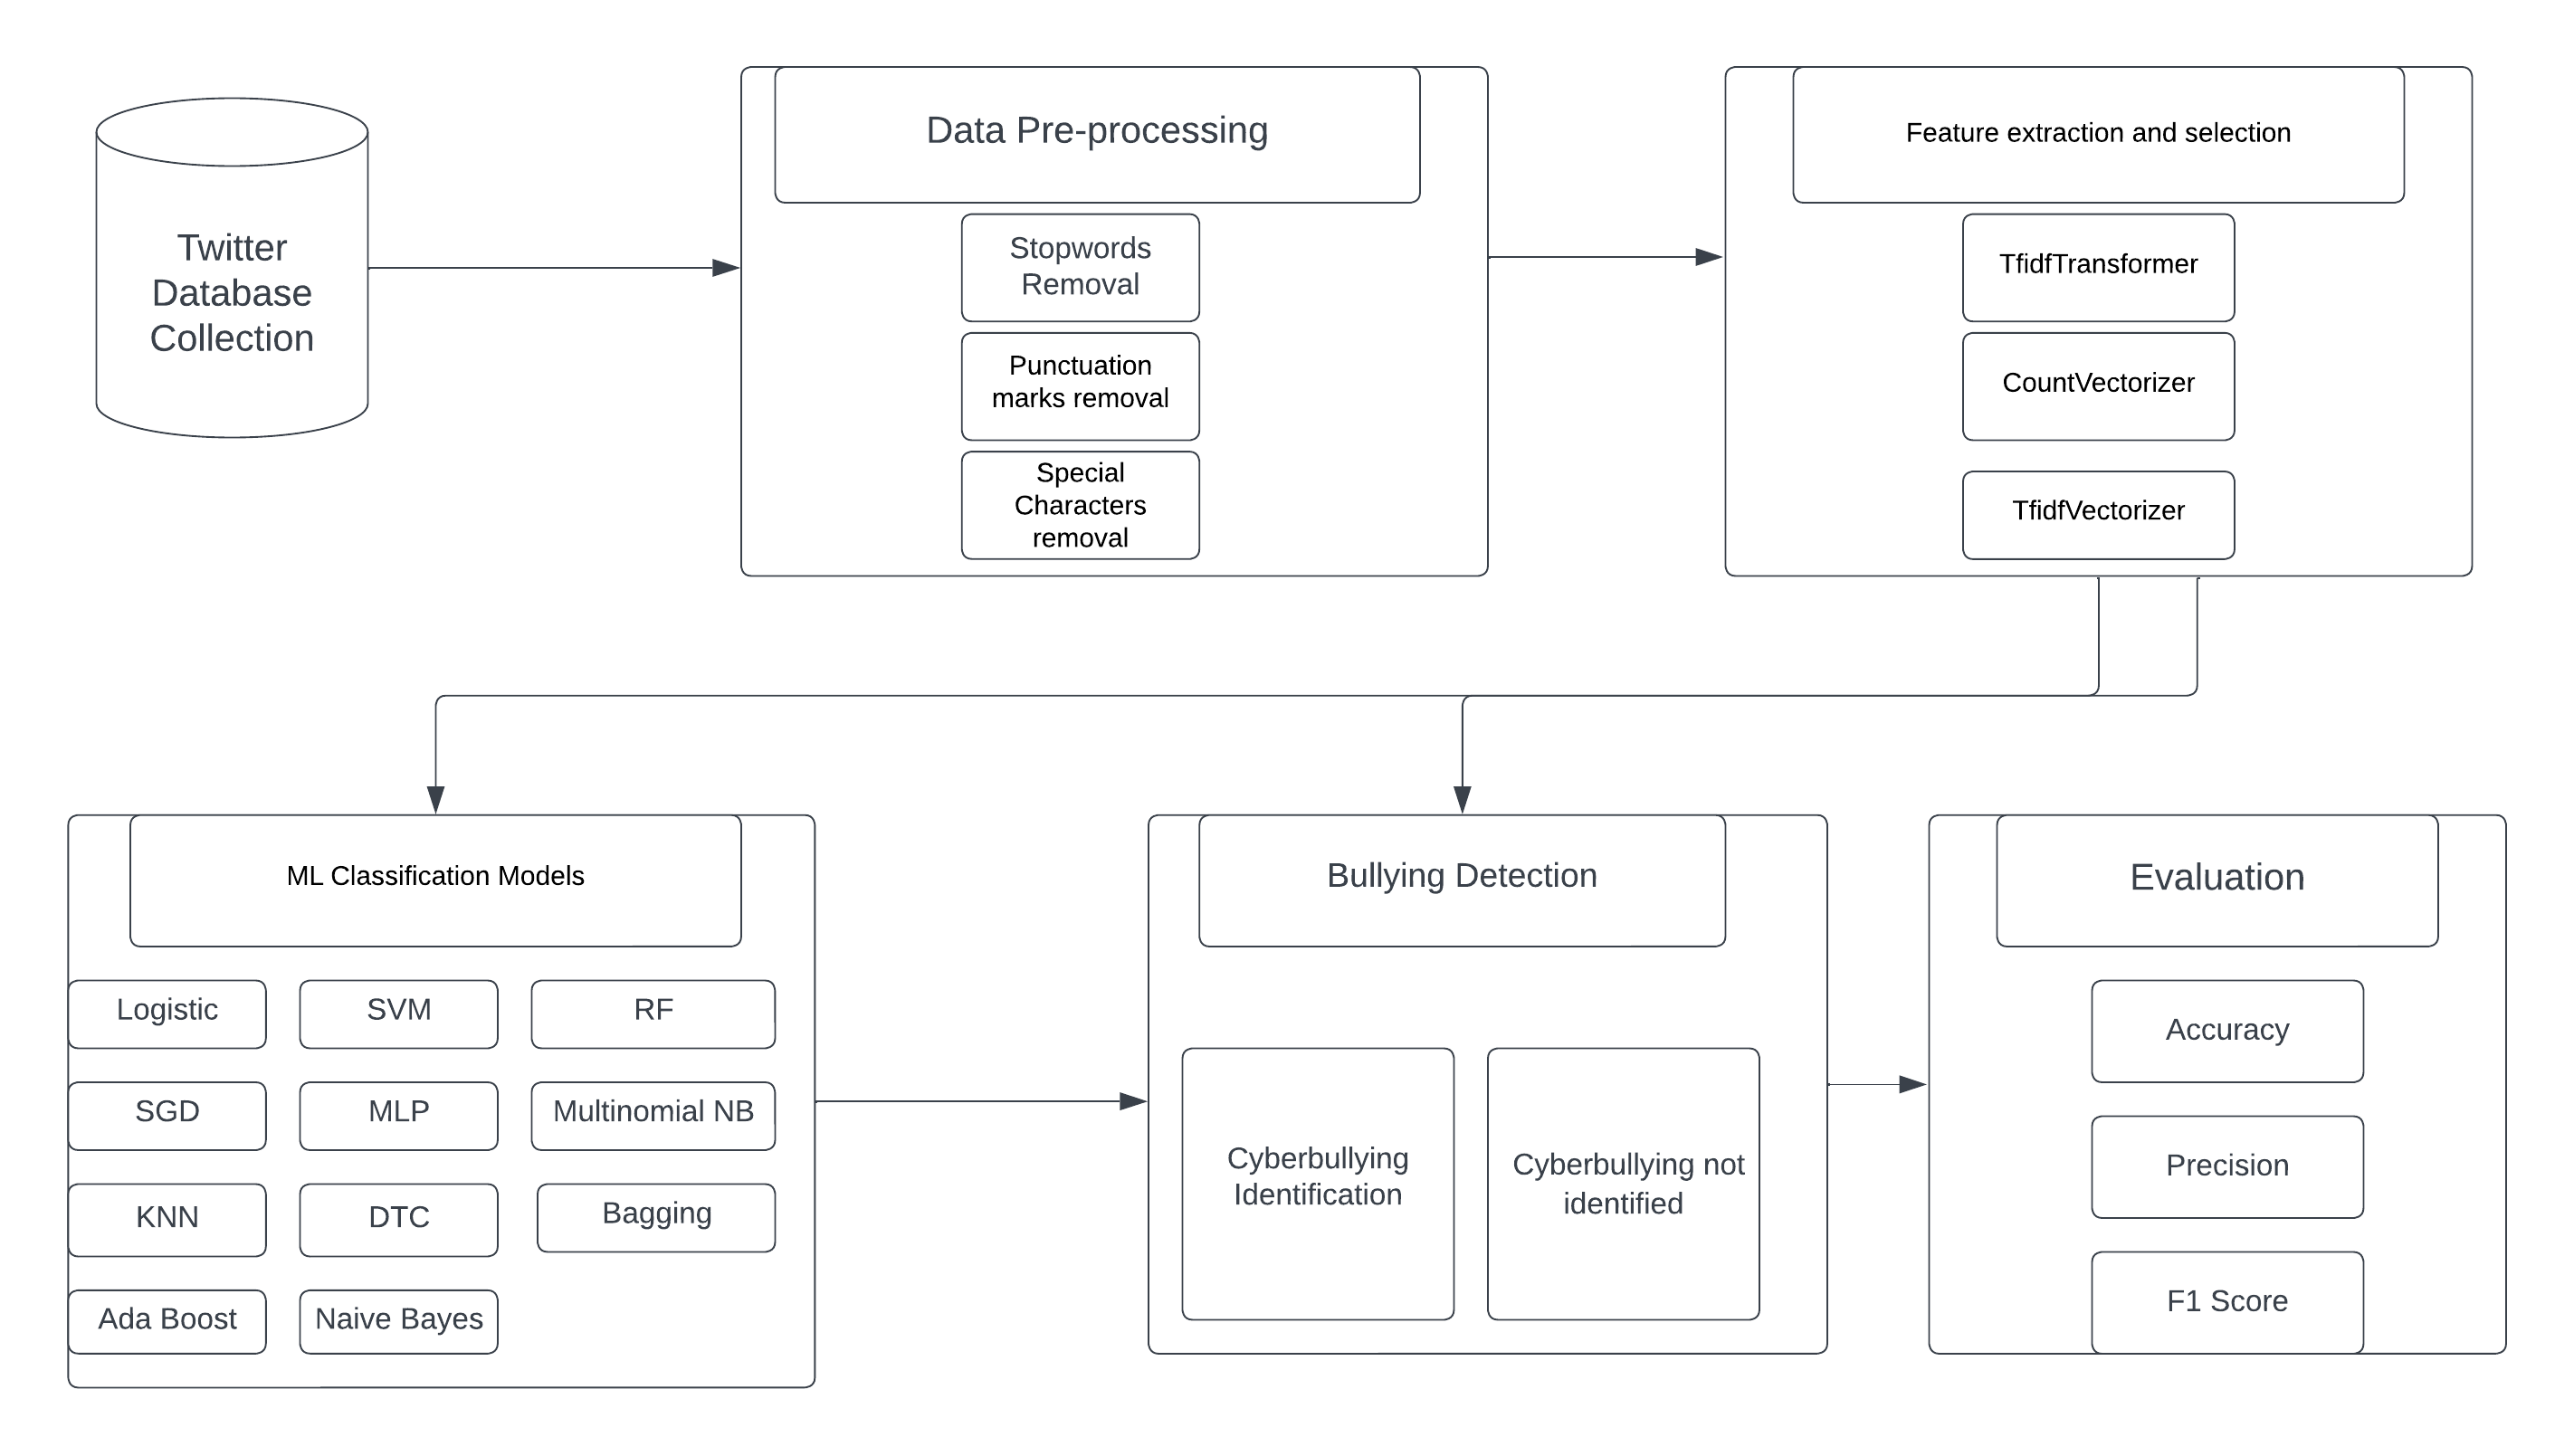 Twitter
Database
Collection
Data Pre-processing
Stopwords
Removal
Punctuation
marks removal
Special
Characters
removal
Feature extraction and selection
TfidfTransformer
CountVectorizer
TfidfVectorizer
ML Classification Models
Logistic
SVM
RF
SGD
MLP
Multinomial NB
KNN
DTC
Bagging
Ada Boost
Naive Bayes
Bullying Detection
Cyberbullying
Identification
Cyberbullying not
identified
Evaluation
Accuracy
Precision
F1 Score